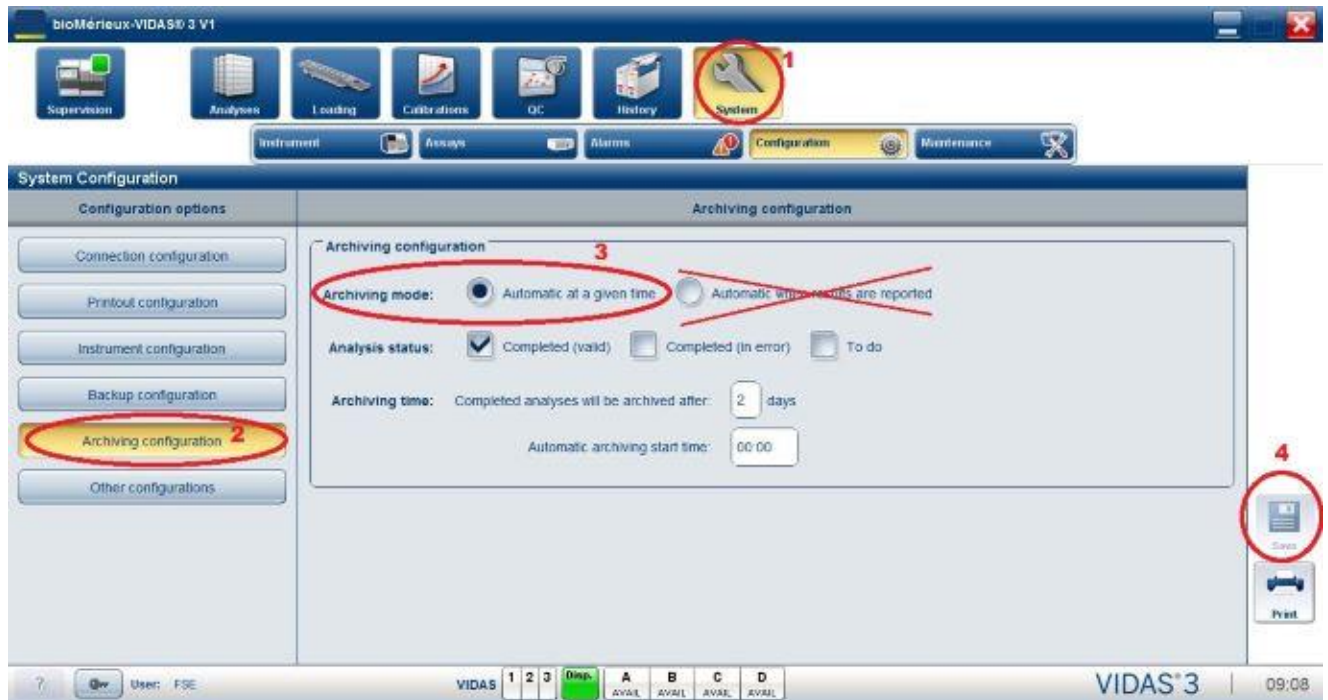 bioMérieux-VIDAS® 3 V1
1
Supervision Analyses Loading Calibrations QC History System
Instrument Assays Alarms Configuration Maintenance
System Configuration
Configuration options Archiving configuration
Connection configuration
Printout configuration
Instrument configuration
Backup configuration
Archiving configuration 2
Other configurations
Archiving configuration
3
Archiving mode: Automatic at a given time Automatic when results are reported
Analysis status: Completed (valid) Completed (in error) To do
Archiving time: Completed analyses will be archived after: 2 days
Automatic archiving start time: 00:00
4
Save
Print
? User: FSE VIDAS 1 2 3 Disp. A B C D VIDAS®3 09:08
AVAIL AVAIL AVAIL AVAIL